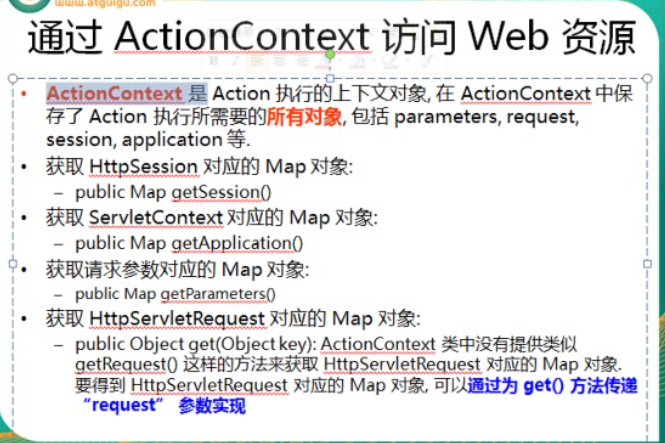 www.atguigu.com
通过 ActionContext 访问 Web 资源
• ActionContext 是 Action 执行的上下文对象, 在 ActionContext 中保
存了 Action 执行所需要的所有对象, 包括 parameters, request,
session, application 等.
• 获取 HttpSession 对应的 Map 对象:
– public Map getSession()
• 获取 ServletContext 对应的 Map 对象:
– public Map getApplication()
• 获取请求参数对应的 Map 对象:
– public Map getParameters()
• 获取 HttpServletRequest 对应的 Map 对象:
– public Object get(Object key): ActionContext 类中没有提供类似
getRequest() 这样的方法来获取 HttpServletRequest 对应的 Map 对象.
要得到 HttpServletRequest 对应的 Map 对象, 可以通过为 get() 方法传递
“request” 参数实现